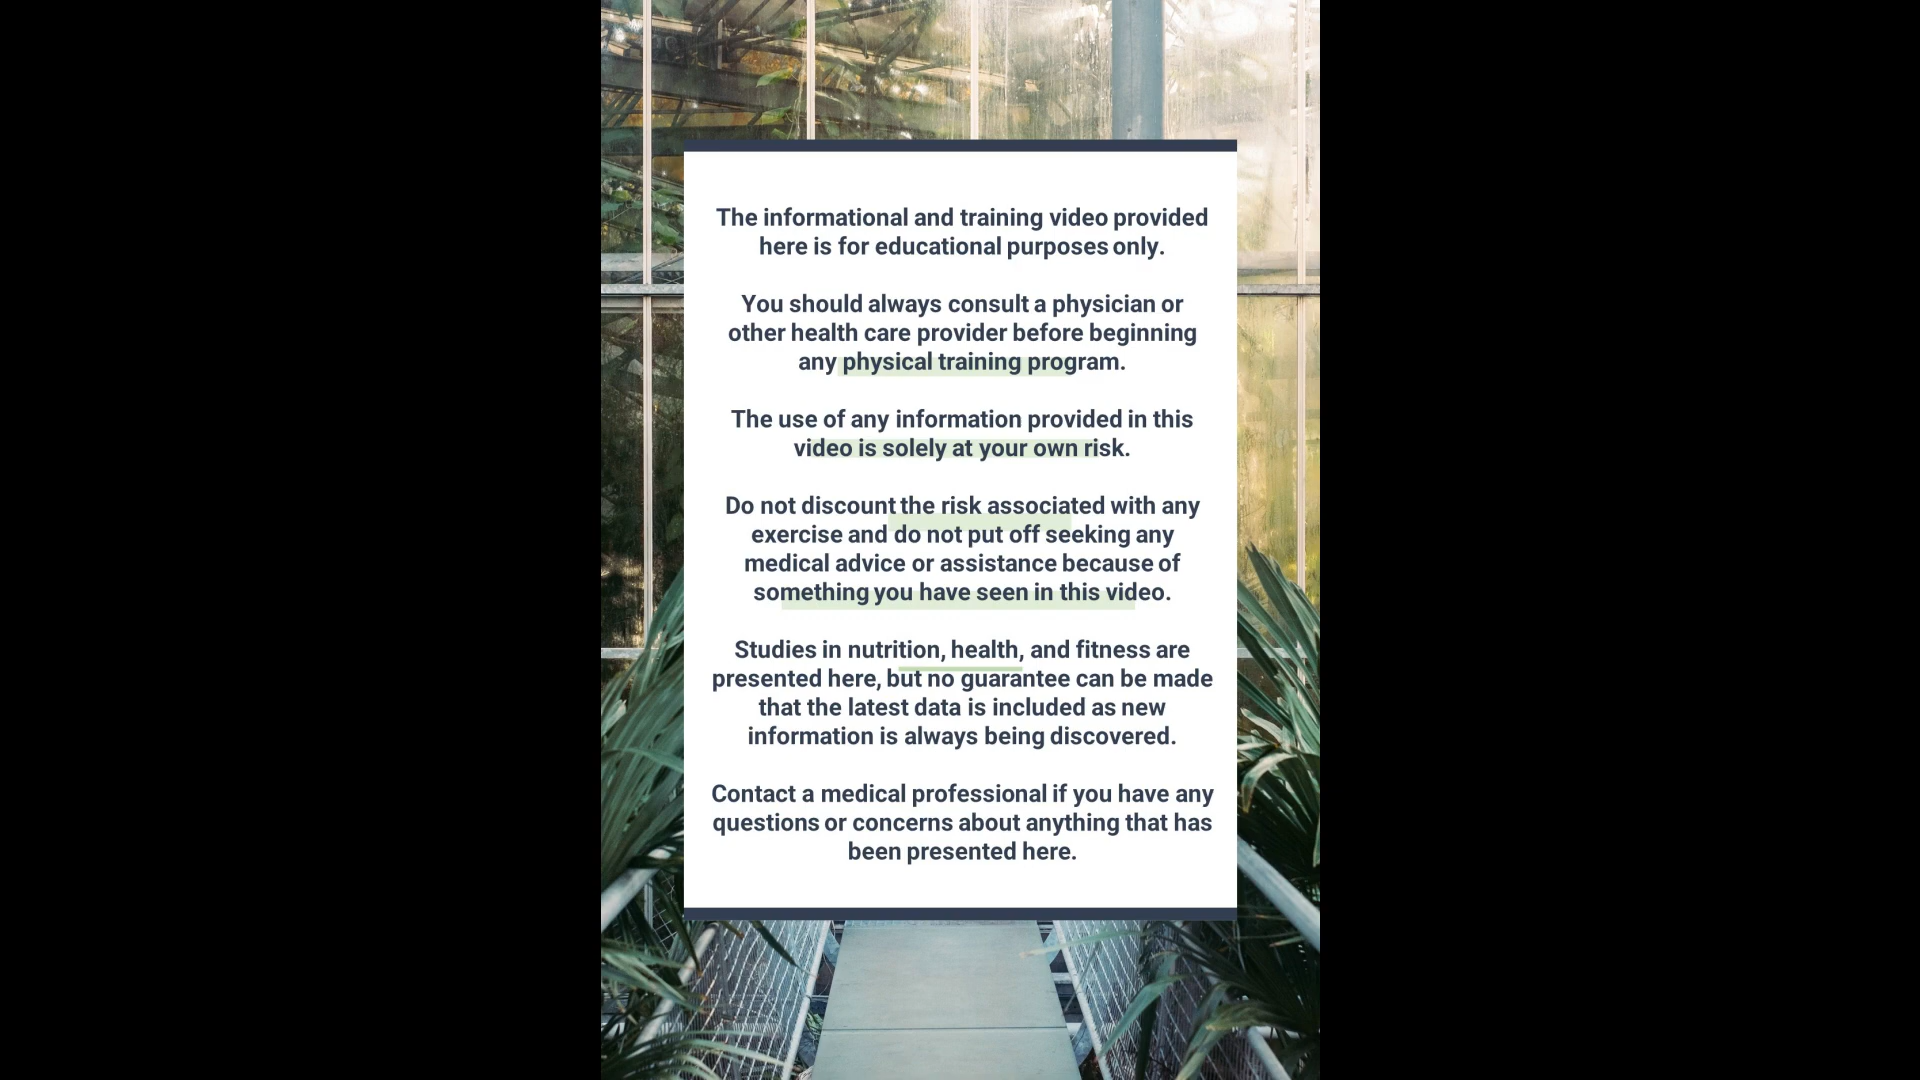 The informational and training video provided
here is for educational purposes only.
You should always consult a physician or
other health care provider before beginning
any physical training program.
The use of any information provided in this
video is solely at your own risk.
Do not discount the risk associated with any
exercise and do not put off seeking any
medical advice or assistance because of
something you have seen in this video.
Studies in nutrition, health, and fitness are
presented here, but no guarantee can be made
that the latest data is included as new
information is always being discovered.
Contact a medical professional if you have any
questions or concerns about anything that has
been presented here.